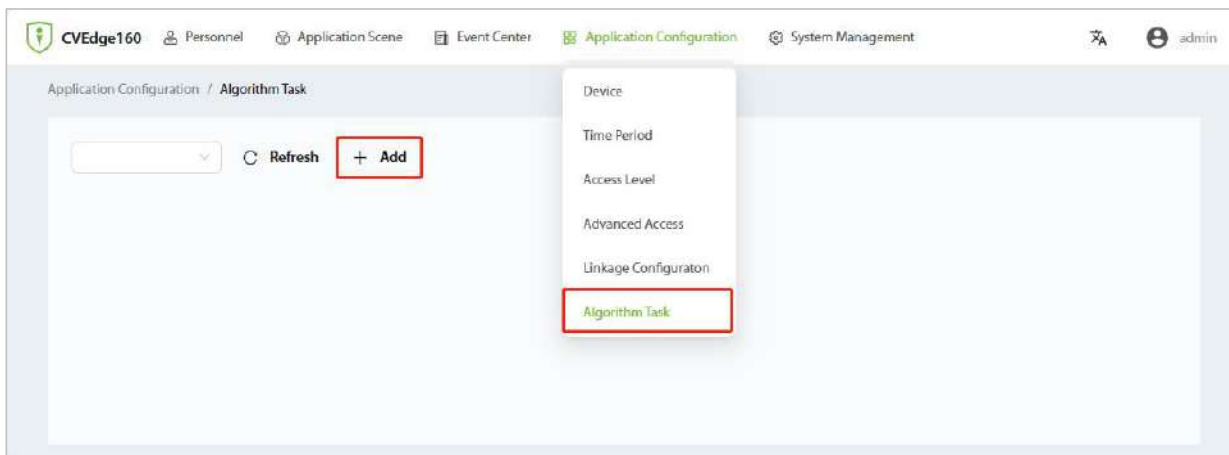 CVEdge160 Personnel Application Scene Event Center Application Configuration System Management admin
Application Configuration / Algorithm Task
Device
Time Period
Refresh + Add
Access Level
Advanced Access
Linkage Configuraton
Algorithm Task